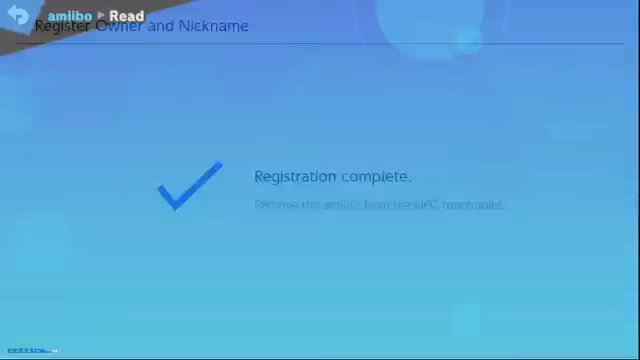 amiibo ▸ Read
Register Owner and Nickname
Registration complete.
Remove the amiibo from the NFC touchpoint.